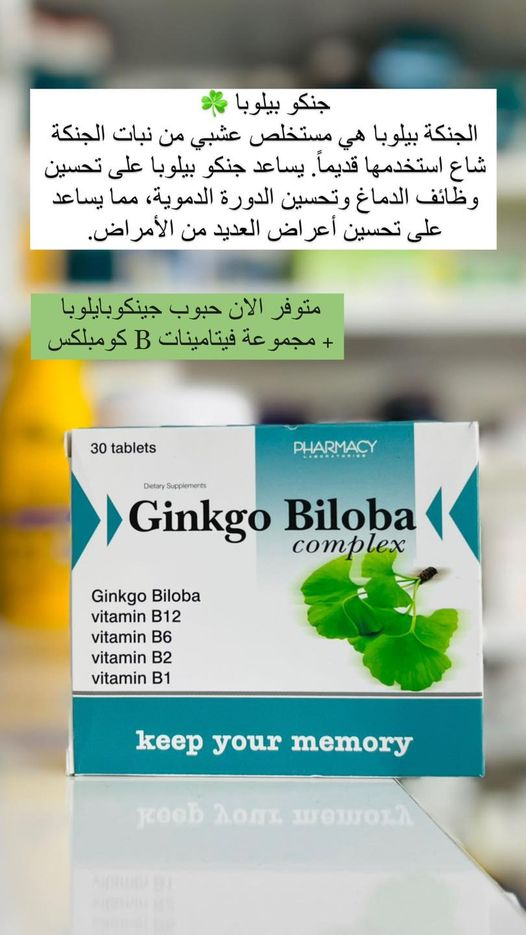 جنكو بيلوبا ☘️
الجنكة بيلوبا هي مستخلص عشبي من نبات الجنكة
شاع استخدمها قديماً. يساعد جنكو بيلوبا على تحسين
وظائف الدماغ وتحسين الدورة الدموية، مما يساعد
على تحسين أعراض العديد من الأمراض.
متوفر الان حبوب جينكوبايلوبا
+ مجموعة فيتامينات B كومبلكس
30 tablets
PHARMACY
LABORATORIES
Dietary Supplements
Ginkgo Biloba
complex
Ginkgo Biloba
vitamin B12
vitamin B6
vitamin B2
vitamin B1
keep your memory